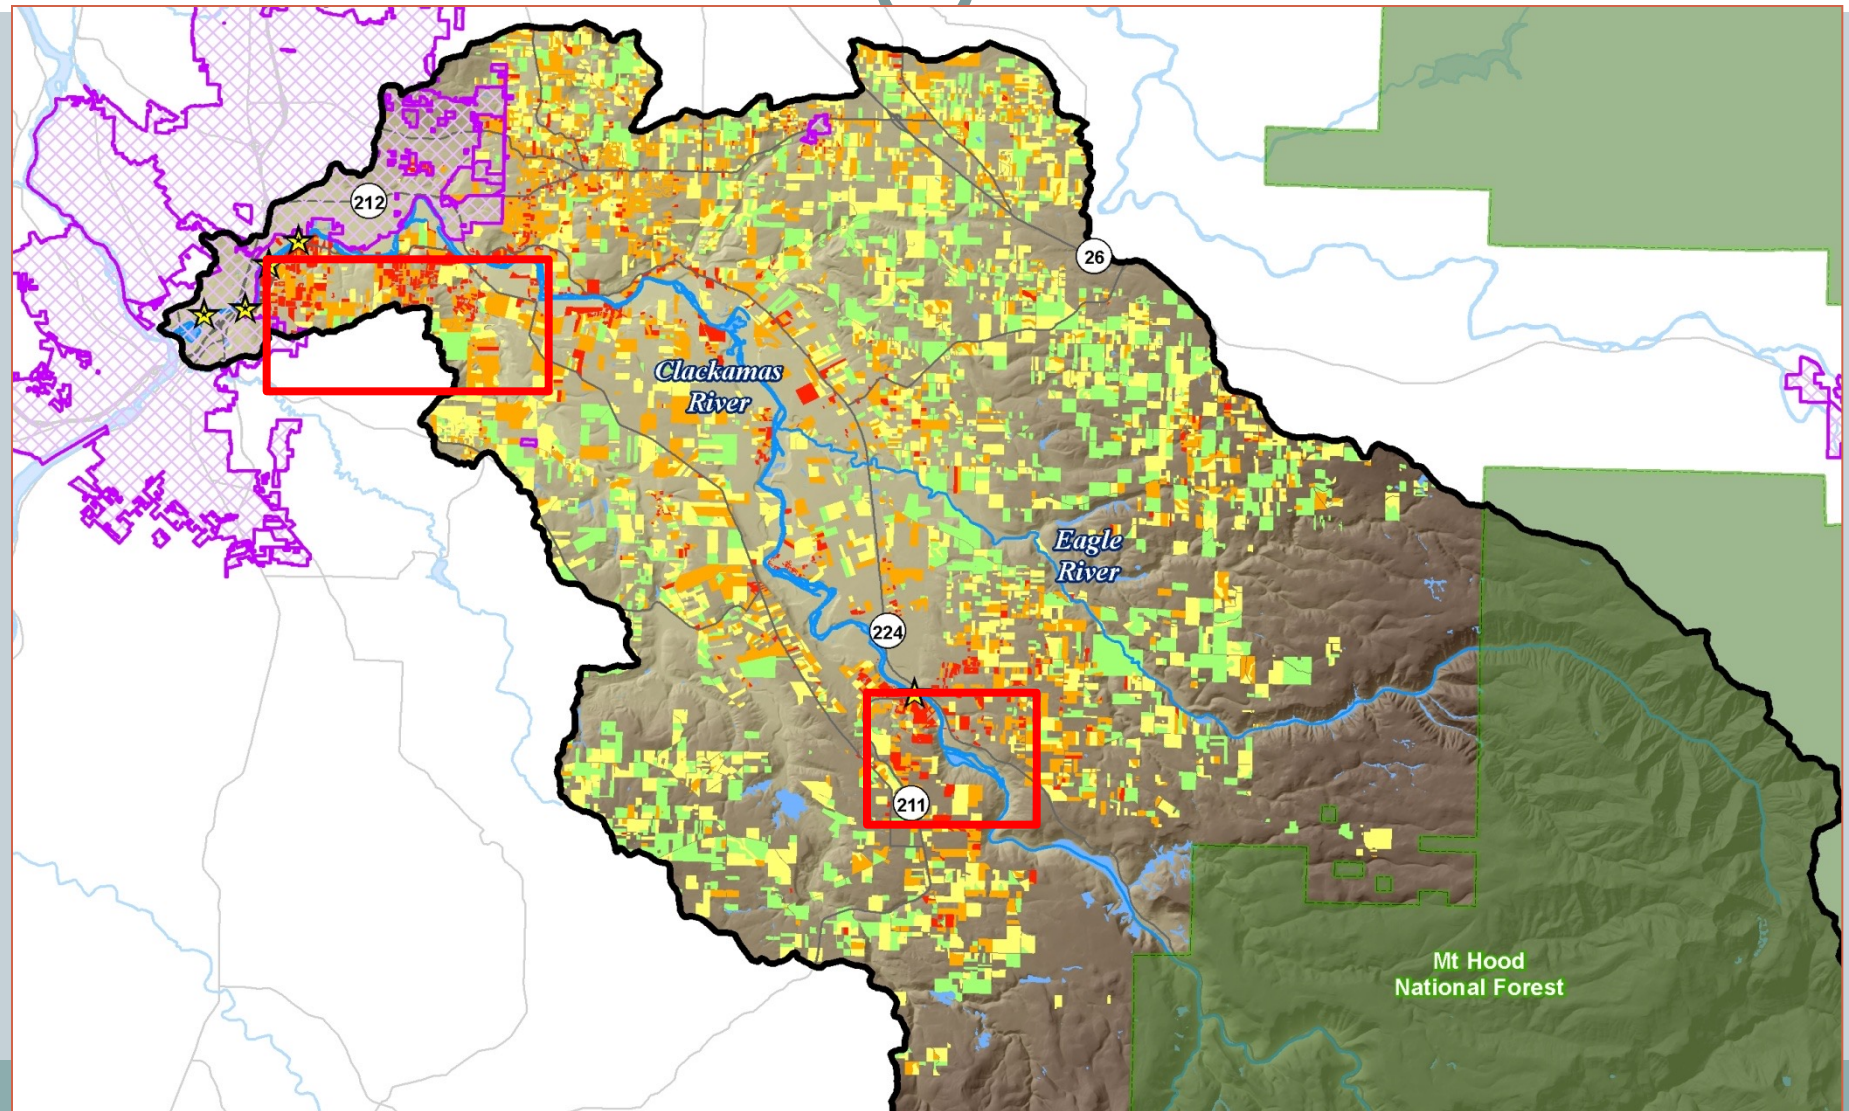 212
26
Clackamas
River
Eagle
River
224
211
Mt Hood
National Forest